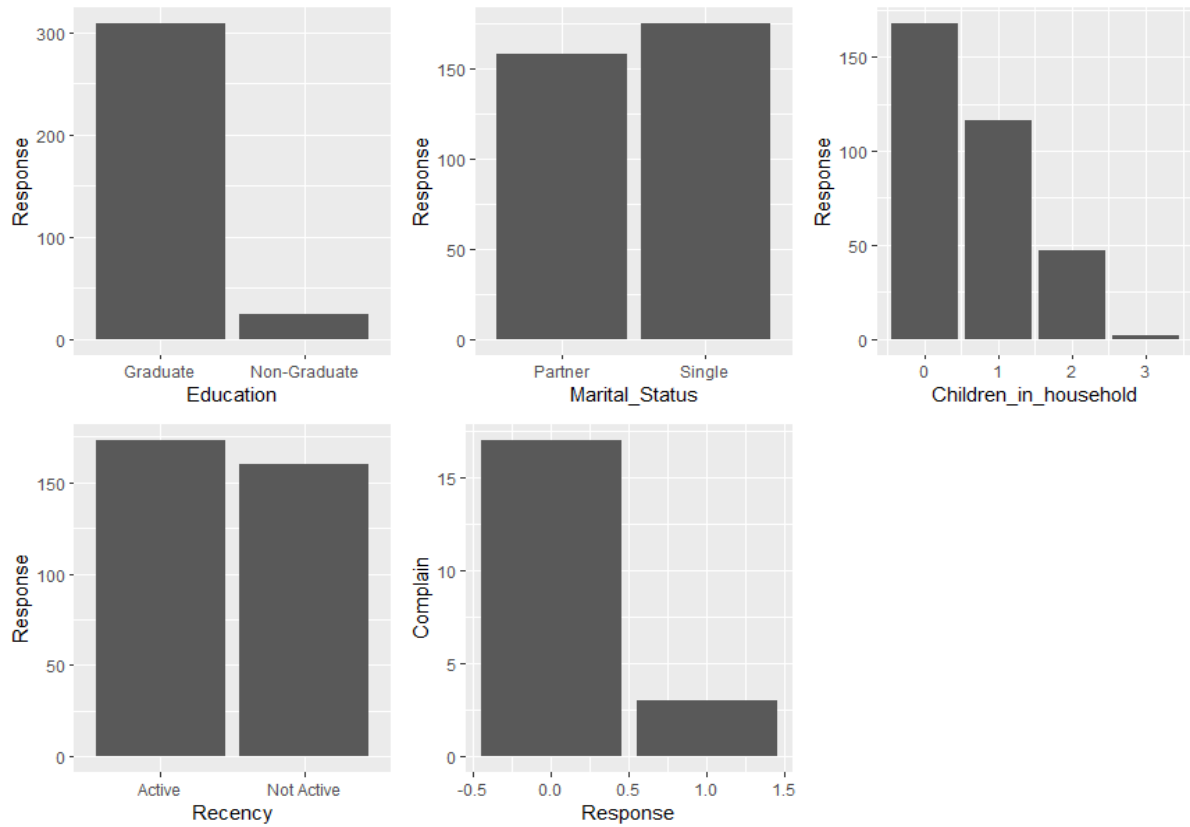 Response
300
200
100
0
Graduate Non-Graduate
Education
Response
150
100
50
0
Partner Single
Marital_Status
Response
150
100
50
0
0 1 2 3
Children_in_household
Response
150
100
50
0
Active Not Active
Recency
Complain
15
10
5
0
-0.5 0.0 0.5 1.0 1.5
Response